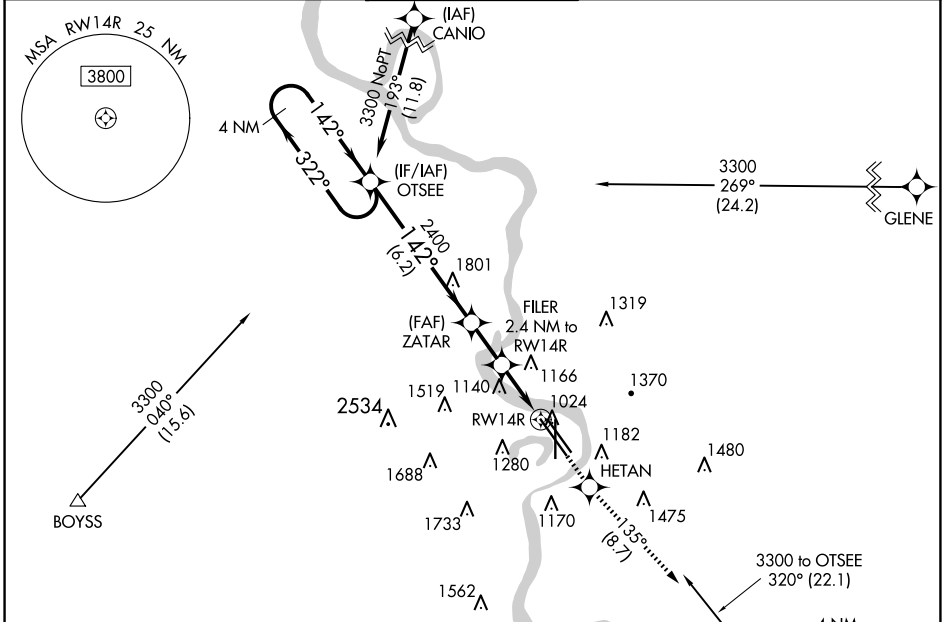 MSA RW14R 25 NM
3800
(IAF)
CANIO
3300 NoPT
193°
(11.8)
4 NM
142°
322°
(IF/IAF)
OTSEE
3300
269°
(24.2)
GLENE
2400
142°
(6.2)
1801
(FAF)
ZATAR
FILER
2.4 NM to
RW14R
1319
1166
1370
1140
1519
2534
RW14R
1024
1182
1480
1280
1688
HETAN
1475
1733
1170
135°
(8.7)
1562
3300
040°
(15.6)
BOYSS
3300 to OTSEE
320° (22.1)